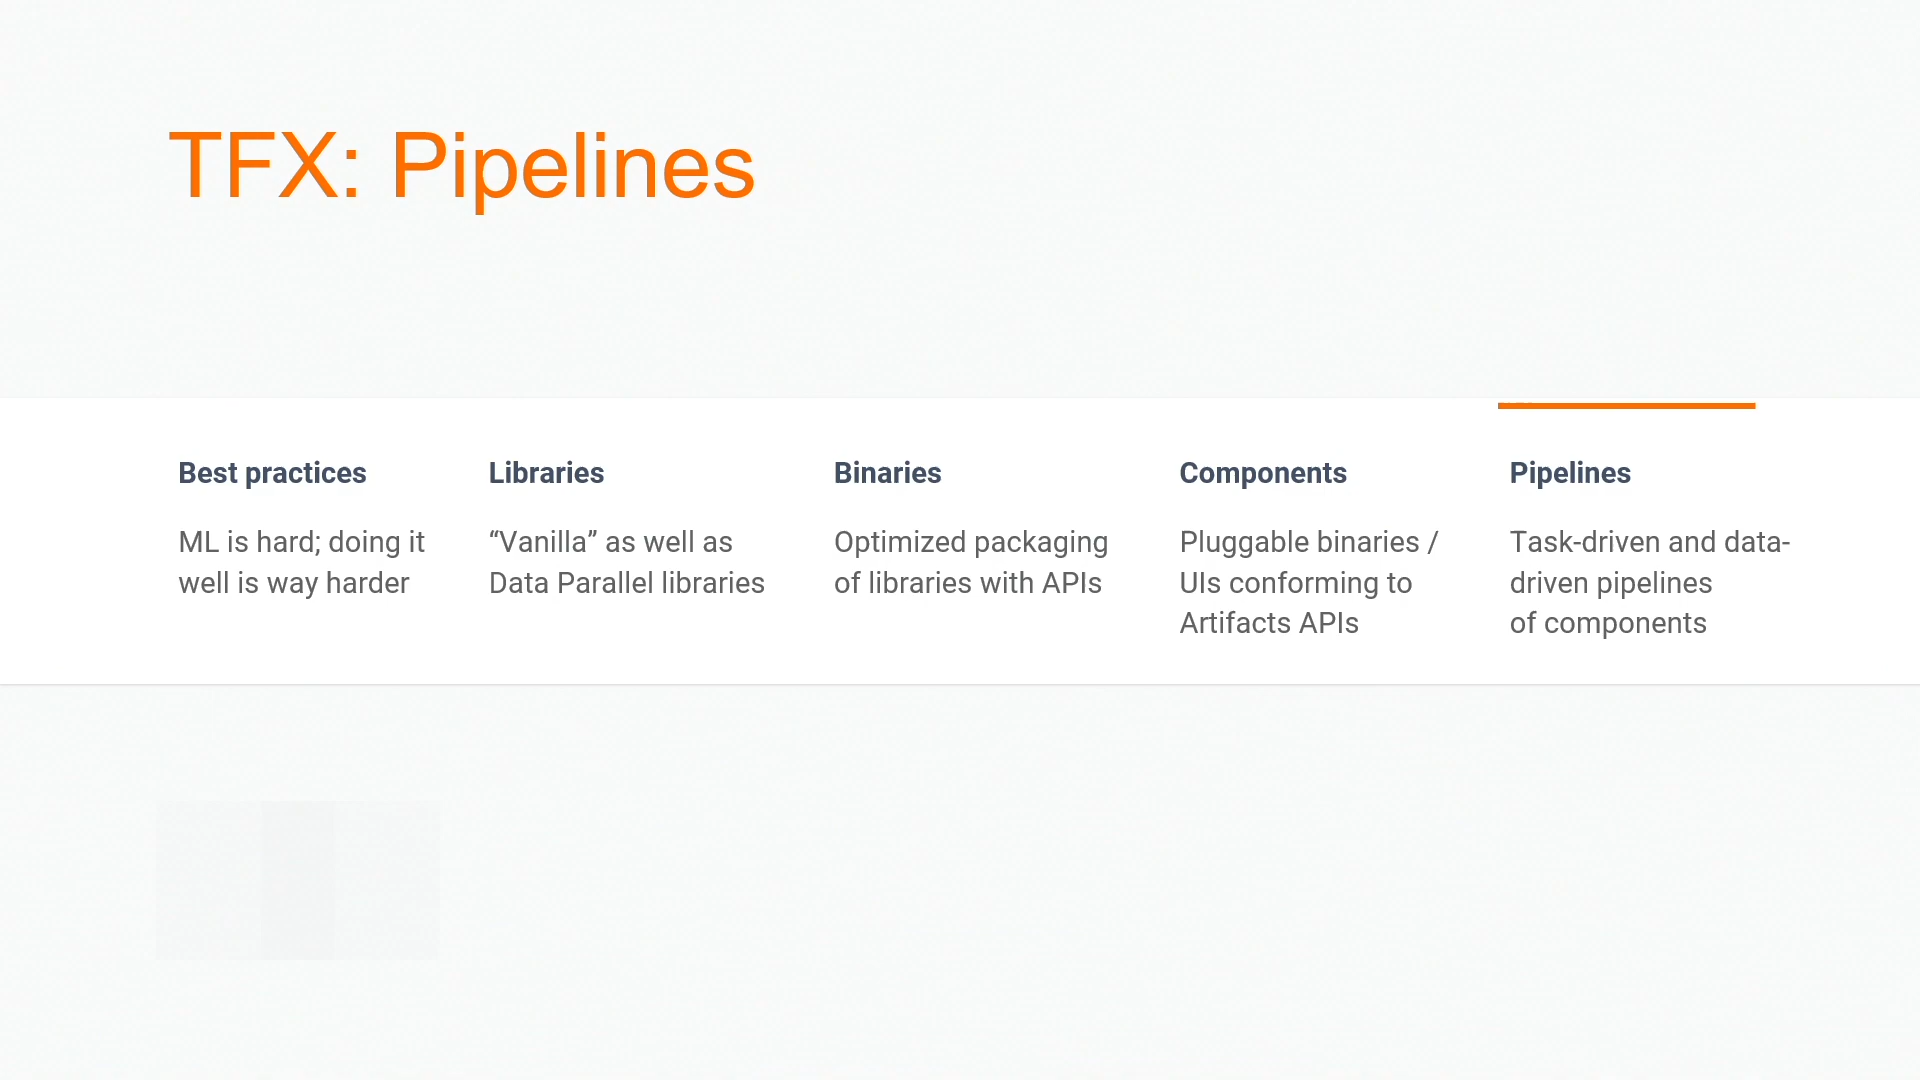 TFX: Pipelines
Best practices
ML is hard; doing it
well is way harder
Libraries
“Vanilla” as well as
Data Parallel libraries
Binaries
Optimized packaging
of libraries with APIs
Components
Pluggable binaries /
UIs conforming to
Artifacts APIs
Pipelines
Task-driven and data-
driven pipelines
of components